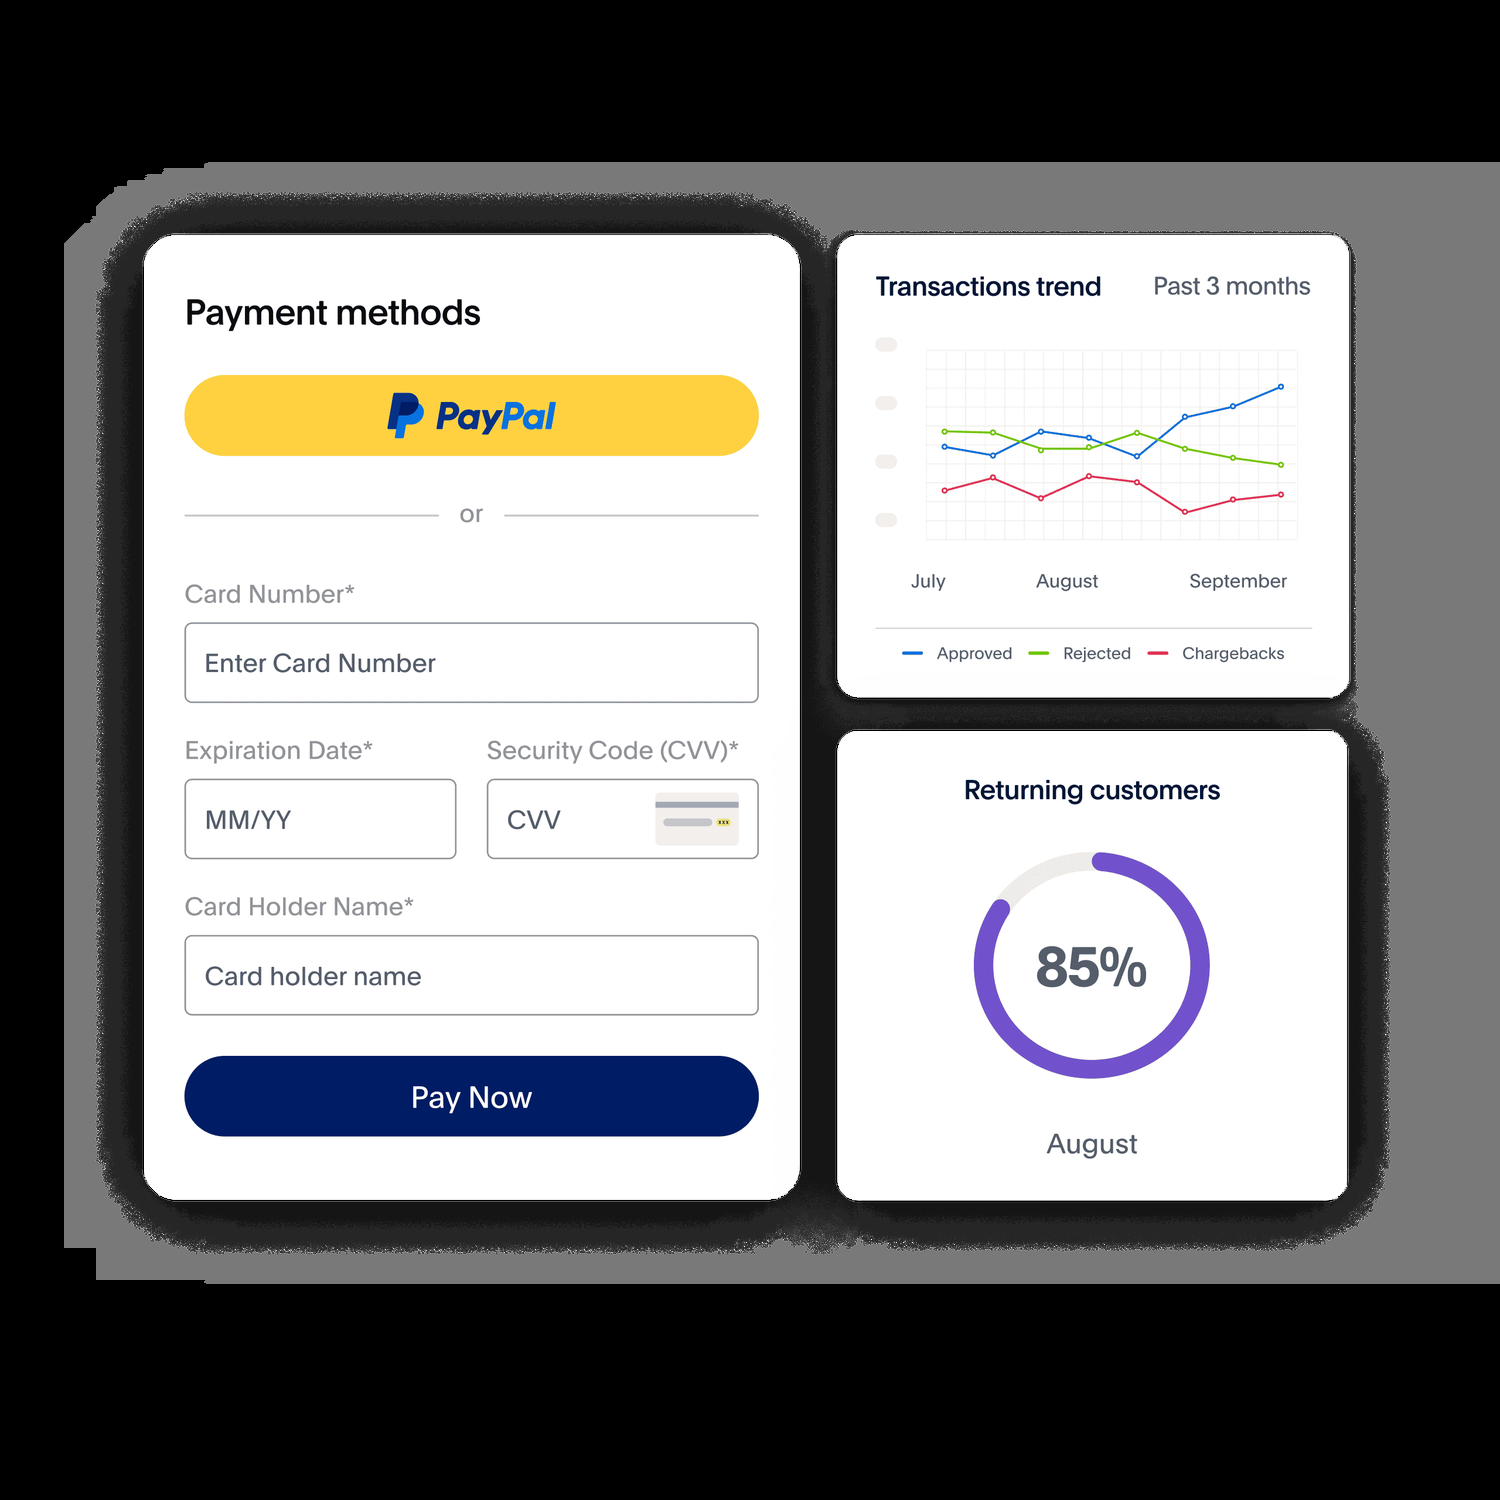 Payment methods
PayPal
or
Card Number*
Enter Card Number
Expiration Date* Security Code (CVV)*
MM/YY CVV xxx
Card Holder Name*
Card holder name
Pay Now
Transactions trend Past 3 months
July August September
Approved Rejected Chargebacks
Returning customers
85%
August